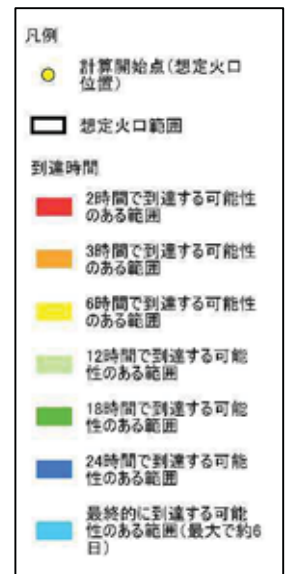 凡例
計算開始点(想定火口
位置)
想定火口範囲
到達時間
2時間で到達する可能性
のある範囲
3時間で到達する可能性
のある範囲
6時間で到達する可能性
のある範囲
12時間で到達する可能
性のある範囲
18時間で到達する可能
性のある範囲
24時間で到達する可能
性のある範囲
最終的に到達する可能
性のある範囲(最大で約6
日)